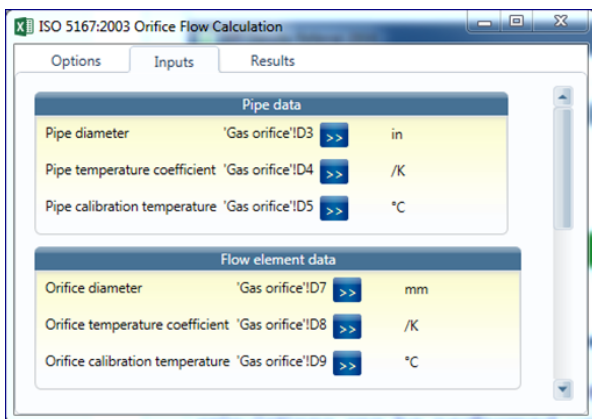 ISO 5167:2003 Orifice Flow Calculation
Options Inputs Results
Pipe data
Pipe diameter 'Gas orifice'!D3 >> in
Pipe temperature coefficient 'Gas orifice'!D4 >> /K
Pipe calibration temperature 'Gas orifice'!D5 >> °C
Flow element data
Orifice diameter 'Gas orifice'!D7 >> mm
Orifice temperature coefficient 'Gas orifice'!D8 >> /K
Orifice calibration temperature 'Gas orifice'!D9 >> °C